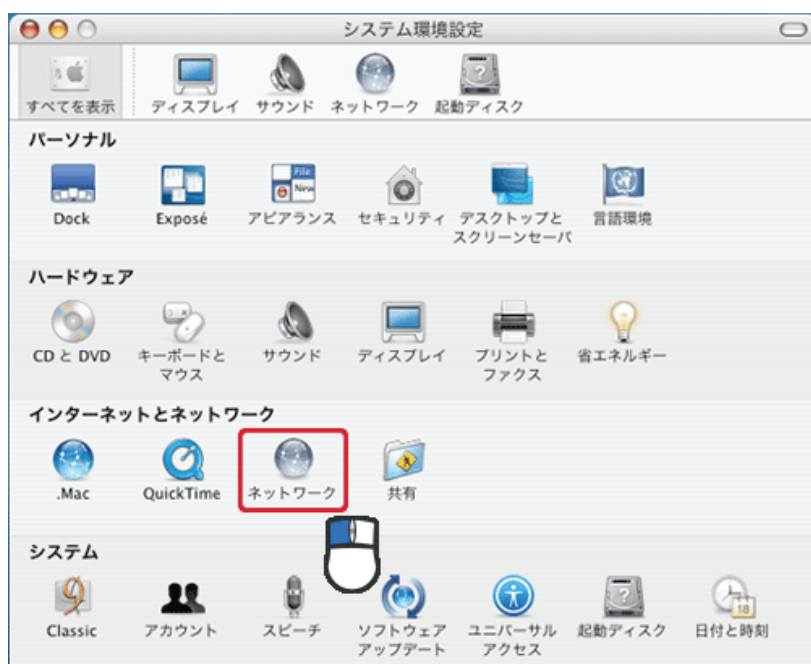 システム環境設定
すべてを表示 ディスプレイ サウンド ネットワーク 起動ディスク
パーソナル
File
New
Dock Exposé アピアランス セキュリティ デスクトップと 言語環境
スクリーンセーバ
ハードウェア
CD と DVD キーボードと サウンド ディスプレイ プリントと 省エネルギー
マウス ファクス
インターネットとネットワーク
.Mac QuickTime ネットワーク 共有
システム
9
18
Classic アカウント スピーチ ソフトウェア ユニバーサル 起動ディスク 日付と時刻
アップデート アクセス